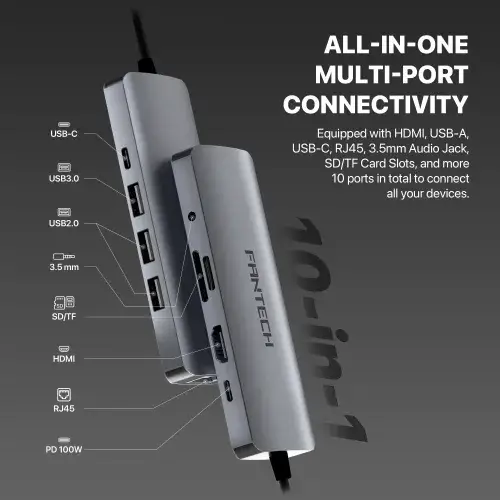 ALL-IN-ONE
MULTI-PORT
CONNECTIVITY
Equipped with HDMI, USB-A,
USB-C, RJ45, 3.5mm Audio Jack,
SD/TF Card Slots, and more
10 ports in total to connect
all your devices.
USB-C
USB3.0
USB2.0
3.5 mm
SD
SD/TF
HDMI
RJ45
PD 100W
FANTECH
10-in-1